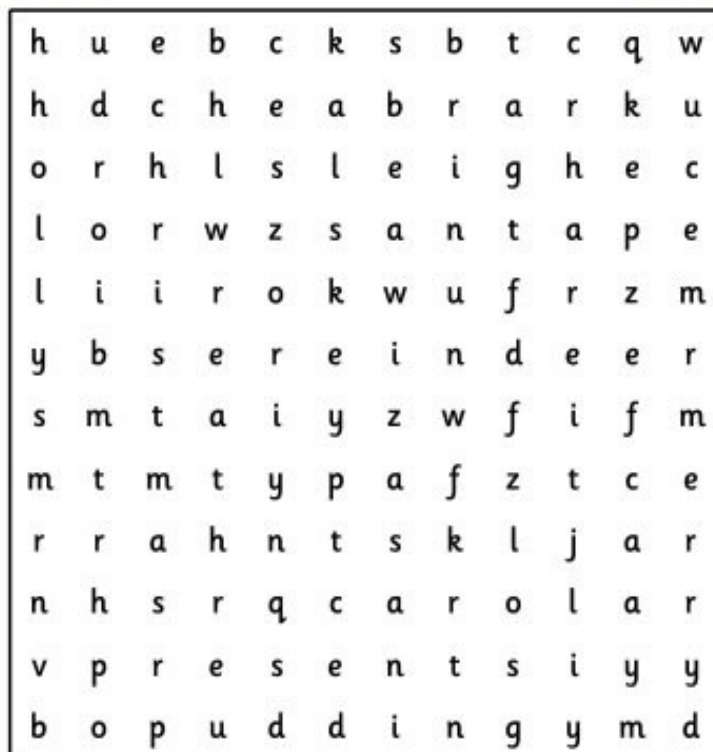 h u e b c k s b t c q w
h d c h e a b r a r k u
o r h l s l e i g h e c
l o r w z s a n t a p e
l i i r o k w u f r z m
y b s e r e i n d e e r
s m t a i y z w f i f m
m t m t y p a f z t c e
r r a h n t s k l j a r
n h s r q c a r o l a r
v p r e s e n t s i y y
b o p u d d i n g y m d